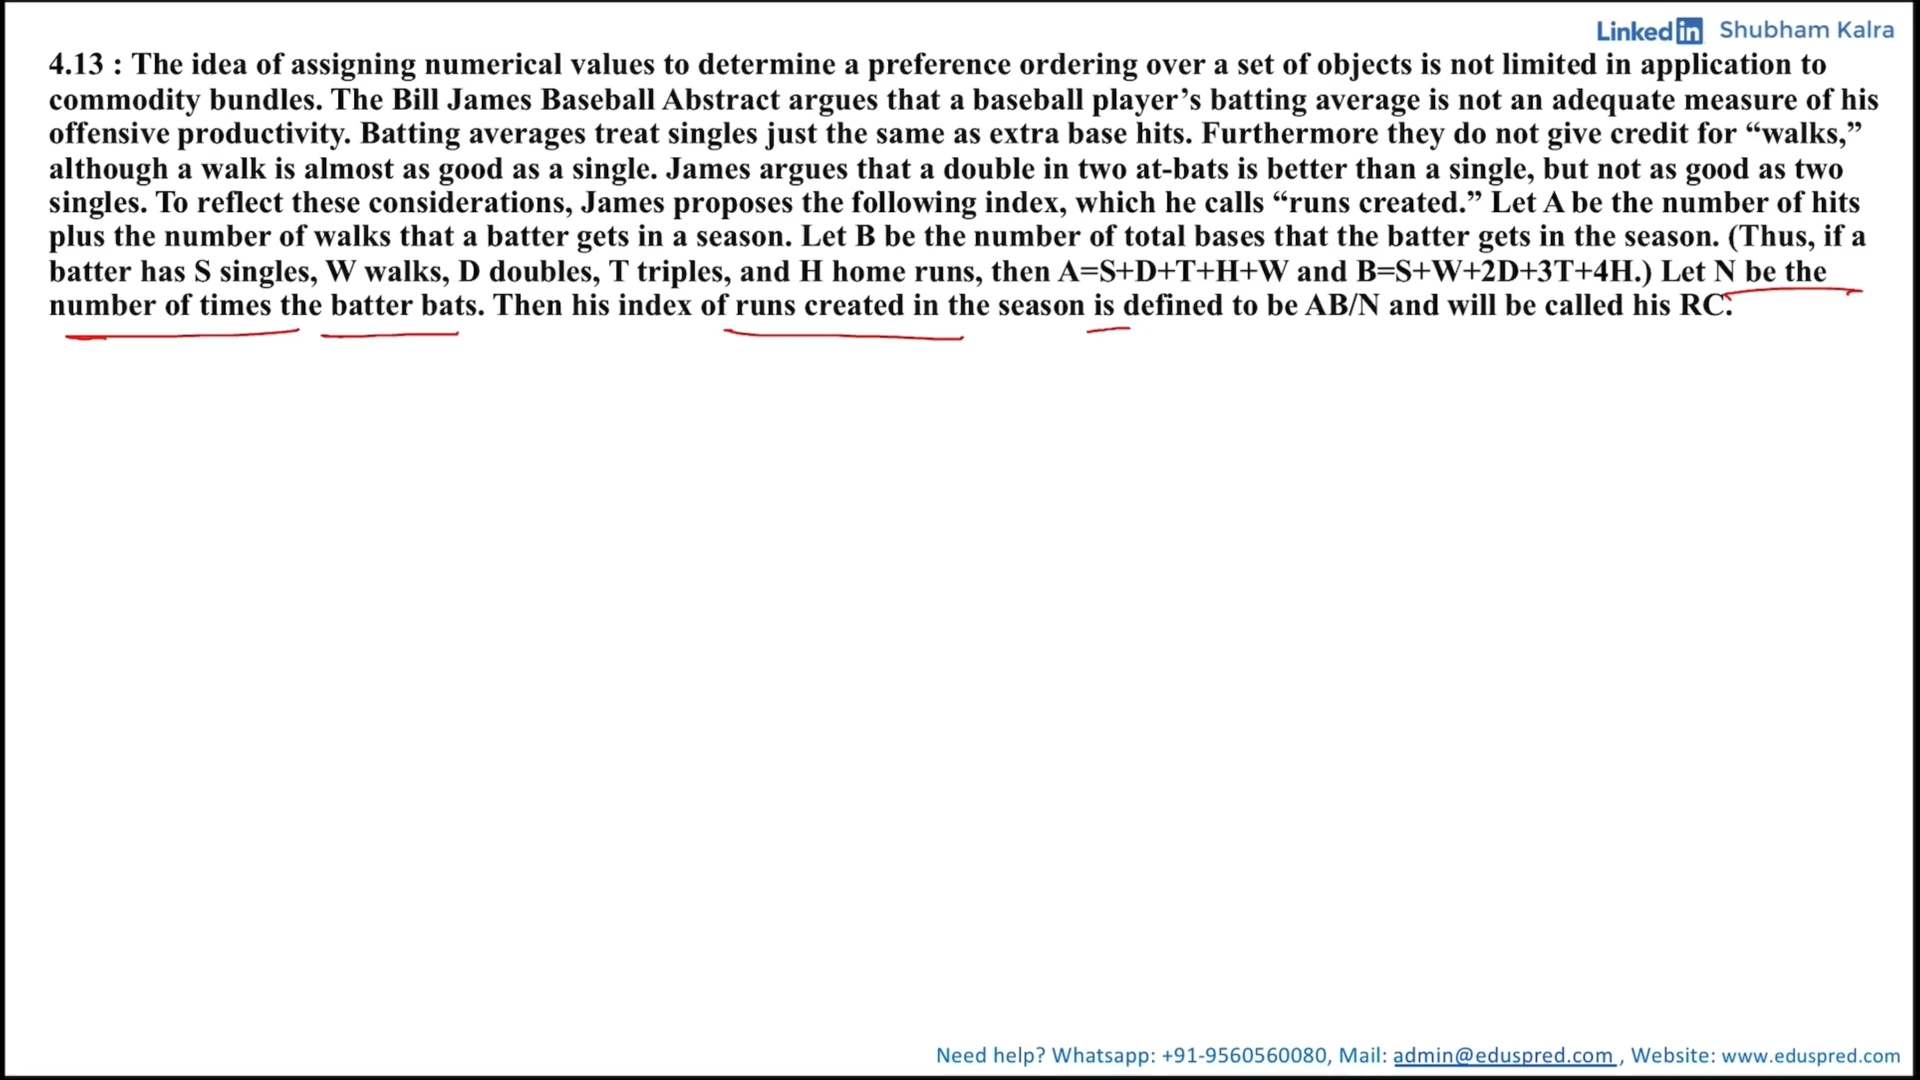 Linked in Shubham Kalra
4.13 : The idea of assigning numerical values to determine a preference ordering over a set of objects is not limited in application to
commodity bundles. The Bill James Baseball Abstract argues that a baseball player’s batting average is not an adequate measure of his
offensive productivity. Batting averages treat singles just the same as extra base hits. Furthermore they do not give credit for “walks,”
although a walk is almost as good as a single. James argues that a double in two at-bats is better than a single, but not as good as two
singles. To reflect these considerations, James proposes the following index, which he calls “runs created.” Let A be the number of hits
plus the number of walks that a batter gets in a season. Let B be the number of total bases that the batter gets in the season. (Thus, if a
batter has S singles, W walks, D doubles, T triples, and H home runs, then A=S+D+T+H+W and B=S+W+2D+3T+4H.) Let N be the
number of times the batter bats. Then his index of runs created in the season is defined to be AB/N and will be called his RC.
Need help? Whatsapp: +91-9560560080, Mail: admin@eduspred.com , Website: www.eduspred.com